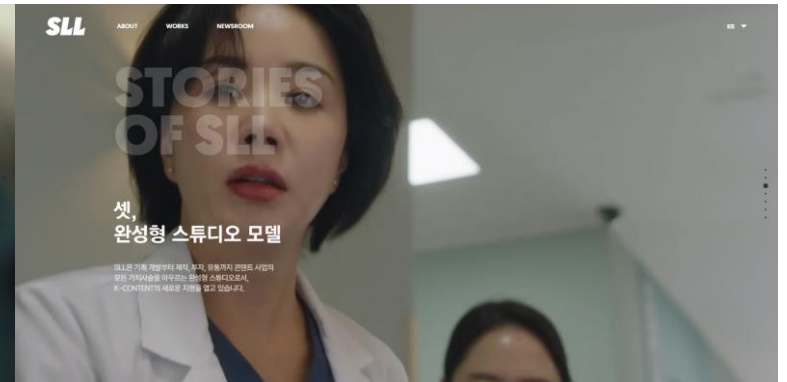 SLL
ABOUT WORKS NEWSROOM
KR
STORIES
OF SLL
셋,
완성형 스튜디오 모델
SLL은 기획 개발부터 제작, 투자, 유통까지 콘텐트 사업의
모든 가치사슬을 아우르는 완성형 스튜디오로서,
K-CONTENT의 새로운 지평을 열고 있습니다.